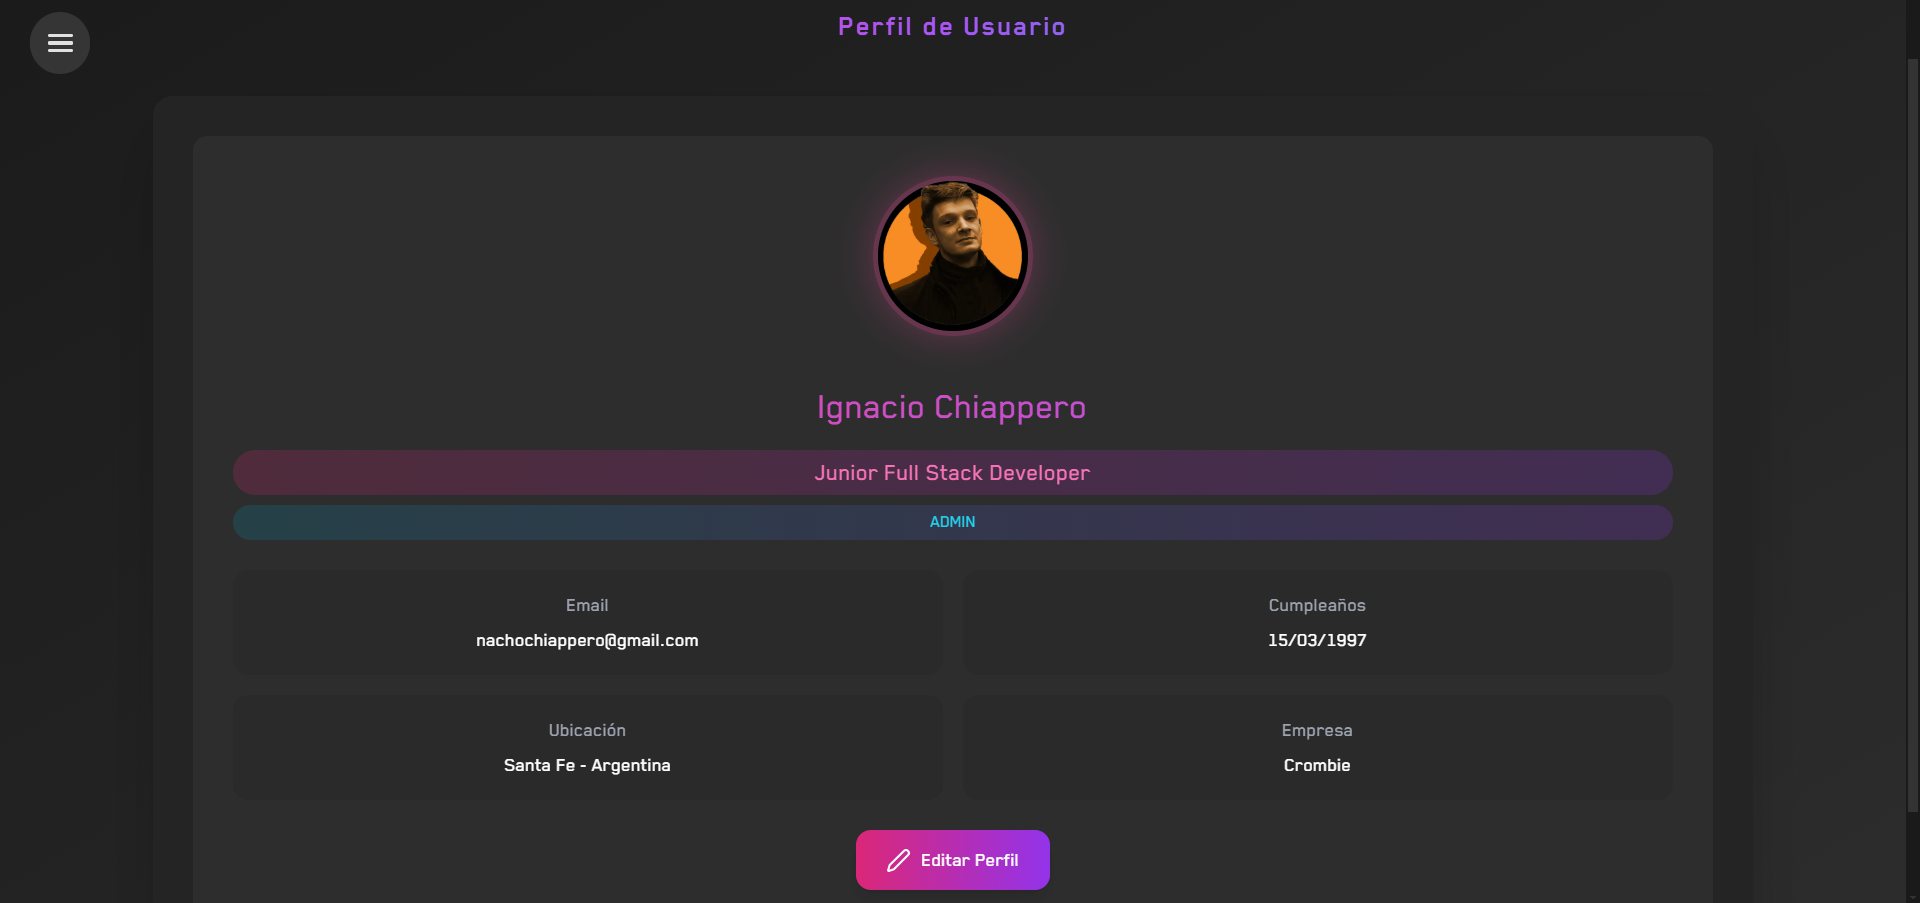 Perfil de Usuario
Ignacio Chiappero
Junior Full Stack Developer
ADMIN
Email
nachochiappero@gmail.com
Cumpleaños
15/03/1997
Ubicación
Santa Fe - Argentina
Empresa
Crombie
Editar Perfil